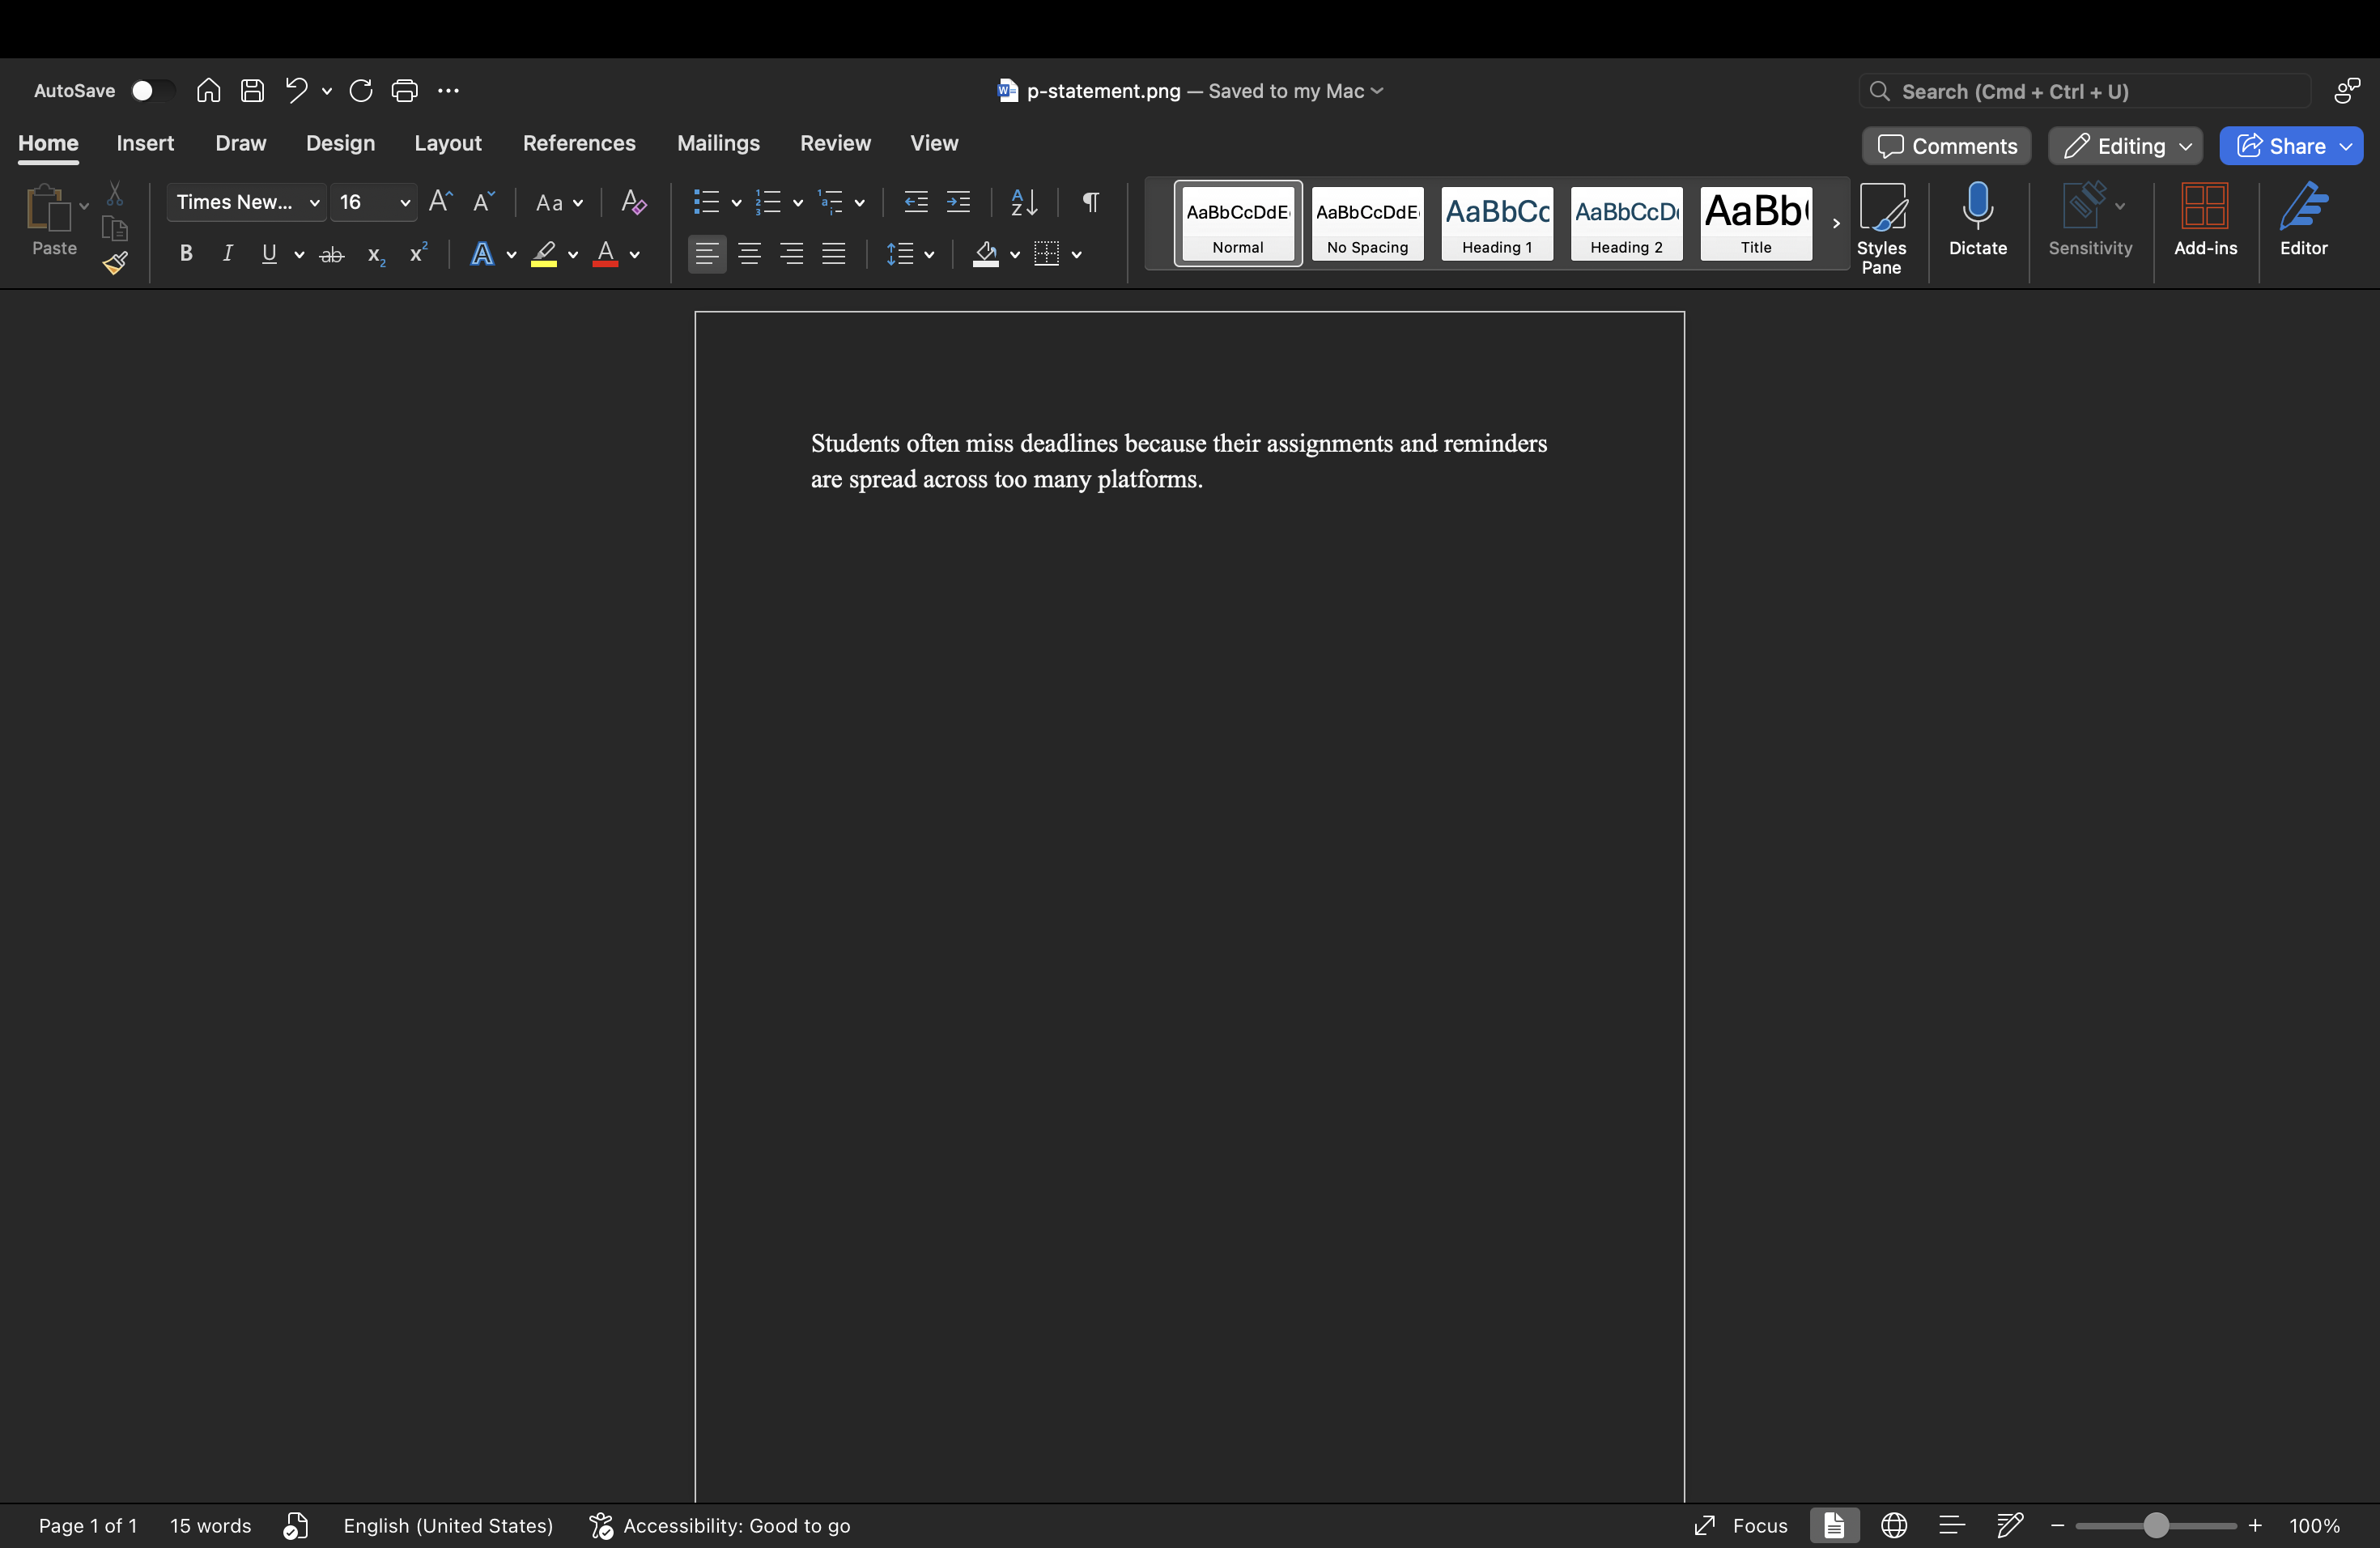 AutoSave
p-statement.png — Saved to my Mac
Search (Cmd + Ctrl + U)
Home Insert Draw Design Layout References Mailings Review View
Comments Editing Share
Paste
Times New... 16
Aa
AaBbCcDdE AaBbCcDdE AaBbCc AaBbCcD AaBb
Normal No Spacing Heading 1 Heading 2 Title
Styles Pane
Dictate
Sensitivity
Add-ins
Editor
Students often miss deadlines because their assignments and reminders
are spread across too many platforms.
Page 1 of 1 15 words English (United States) Accessibility: Good to go Focus 100%